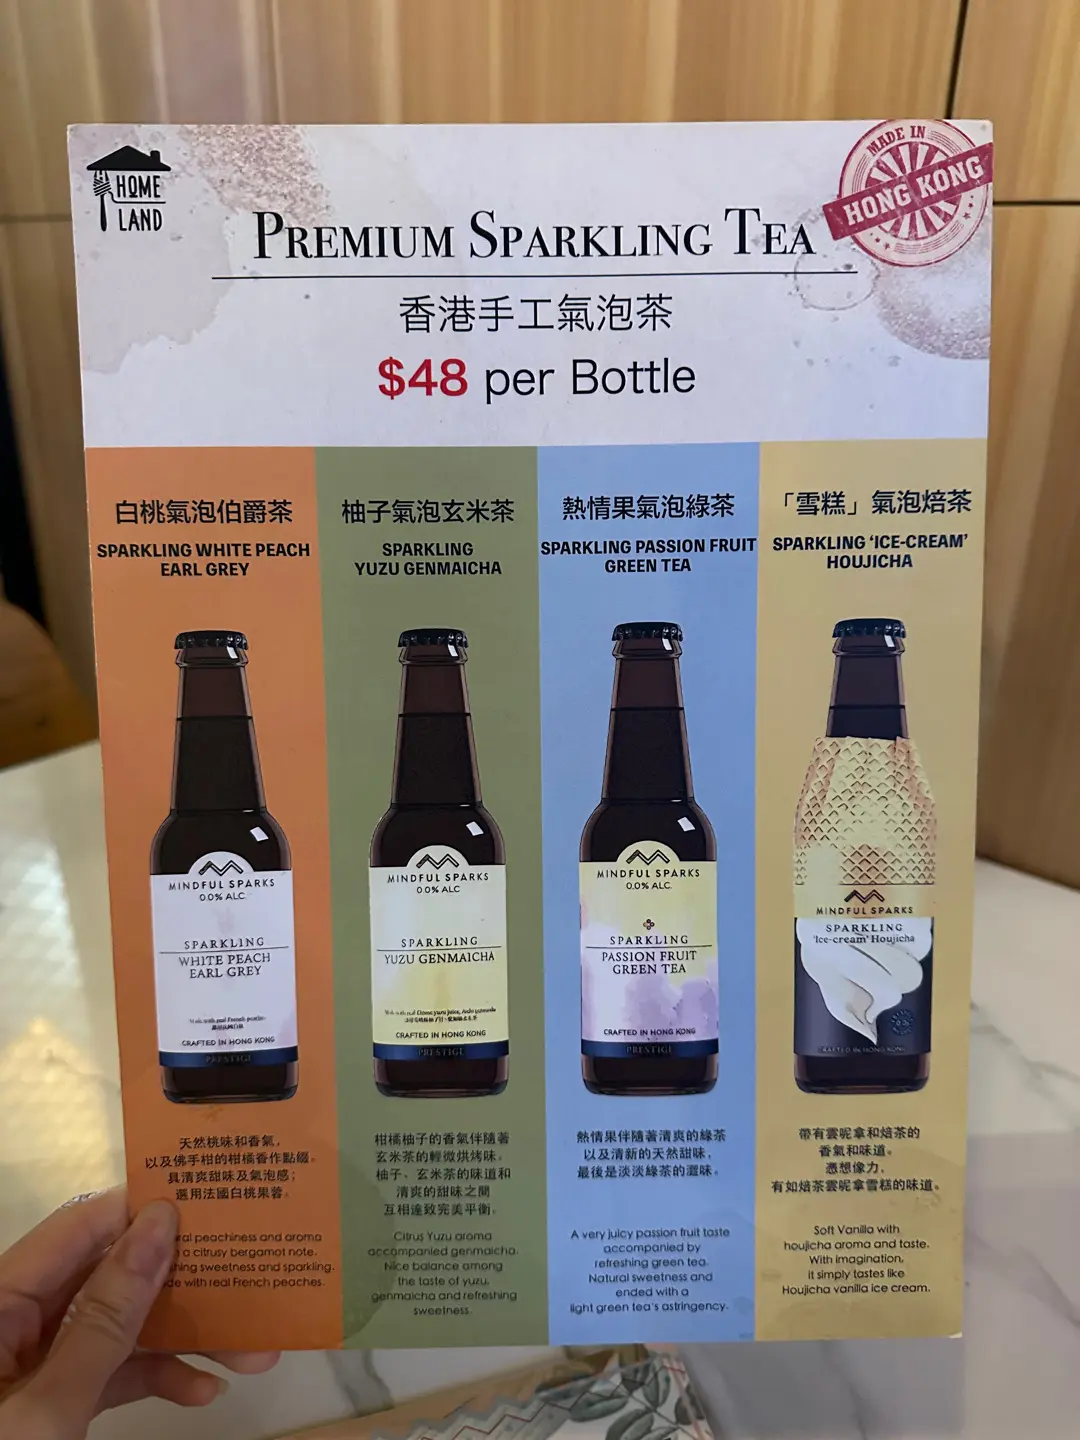 HOME
LAND
MADE IN
HONG KONG
PREMIUM SPARKLING TEA
香港手工氣泡茶
$48 per Bottle
白桃氣泡伯爵茶
SPARKLING WHITE PEACH
EARL GREY
MINDFUL SPARKS
0.0% ALC
SPARKLING
WHITE PEACH
EARL GREY
Made with real French peaches
CRAFTED IN HONG KONG
PRESTIGE
天然桃味和香氣,
以及佛手柑的柑橘香作點綴。
具清爽甜味及氣泡感;
選用法國白桃果蓉。
ral peachiness and aroma
a citrusy bergamot note.
hing sweetness and sparkling.
de with real French peaches.
柚子氣泡玄米茶
SPARKLING
YUZU GENMAICHA
MINDFUL SPARKS
0.0% ALC
SPARKLING
YUZU GENMAICHA
CRAFTED IN HONG KONG
PRESTIGE
柑橘柚子的香氣伴隨著
玄米茶的輕微烘烤味。
柚子、玄米茶的味道和
清爽的甜味之間
互相達致完美平衡。
Citrus Yuzu aroma
accompanied genmaicha.
Nice balance among
the taste of yuzu,
genmaicha and refreshing
sweetness.
熱情果氣泡綠茶
SPARKLING PASSION FRUIT
GREEN TEA
MINDFUL SPARKS
0.0% ALC.
SPARKLING
PASSION FRUIT
GREEN TEA
CRAFTED IN HONG KONG
PRESTIGE
熱情果伴隨著清爽的綠茶
以及清新的天然甜味,
最後是淡淡綠茶的澀味。
A very juicy passion fruit taste
accompanied by
refreshing green tea.
Natural sweetness and
ended with a
light green tea's astringency.
「雪糕」氣泡焙茶
SPARKLING 'ICE-CREAM'
HOUJICHA
MINDFUL SPARKS
SPARKLING
'Ice-cream' Houjicha
CRAFTED IN HONG KONG
帶有雲呢拿和焙茶的
香氣和味道。
憑想像力,
有如焙茶雲呢拿雪糕的味道。
Soft Vanilla with
houjicha aroma and taste.
With imagination,
it simply tastes like
Houjicha vanilla ice cream.